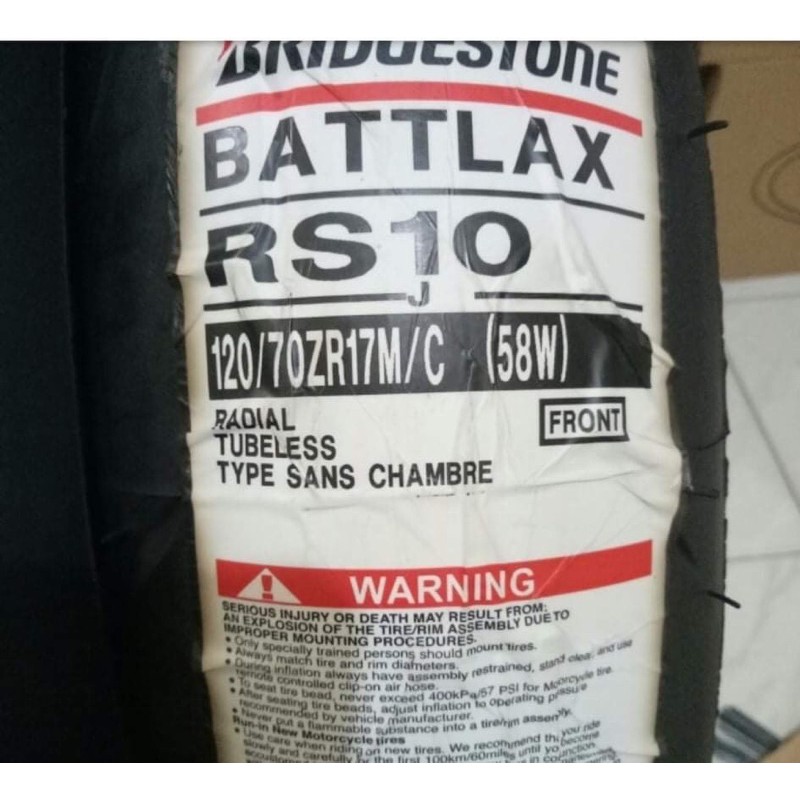 BRIDGESTONE
BATTLAX
RS10
J
120/70ZR17M/C (58W)
RADIAL
TUBELESS
TYPE SANS CHAMBRE
FRONT
WARNING
SERIOUS INJURY OR DEATH MAY RESULT FROM:
AN EXPLOSION OF THE TIRE/RIM ASSEMBLY DUE TO
IMPROPER MOUNTING PROCEDURES.
• Only specially trained persons should mount tires.
• Always match tire and rim diameters.
• During inflation always have assembly restrained, stand clear, and use
remote controlled clip-on air hose.
• To seat tire bead, never exceed 400kPa/57 PSI for Motorcycle tire.
• After seating tire beads, adjust inflation to operating pressure
recommended by vehicle manufacturer.
• Never put a flammable substance into a tire/rim assembly.
Run-in New Motorcycle tires
• Use care when riding on new tires. We recommend you ride
slowly and carefully for the first 100km/60miles until you become